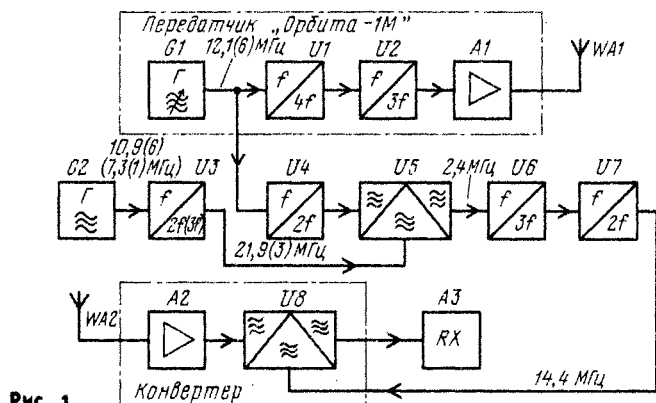 Передатчик „Орбита-1М"
G1 12,1(6) МГц U1 U2 A1 WA1
Г f/4f f/3f
10,9(6)
(7,3(1) МГц)
G2 U3 U4 U5 2,4 МГц U6 U7
Г f/2f(3f) f/2f f/3f f/2f
21,9(3) МГц
WA2 A2 U8 A3
RX
Конвертер 14,4 МГц
Рис. 1